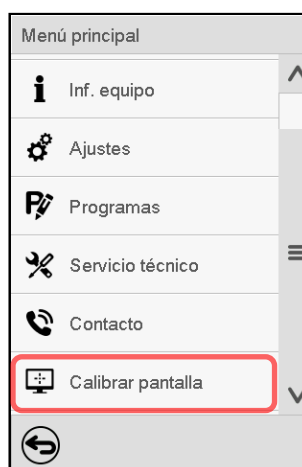 Menú principal
Inf. equipo
Ajustes
Programas
Servicio técnico
Contacto
Calibrar pantalla